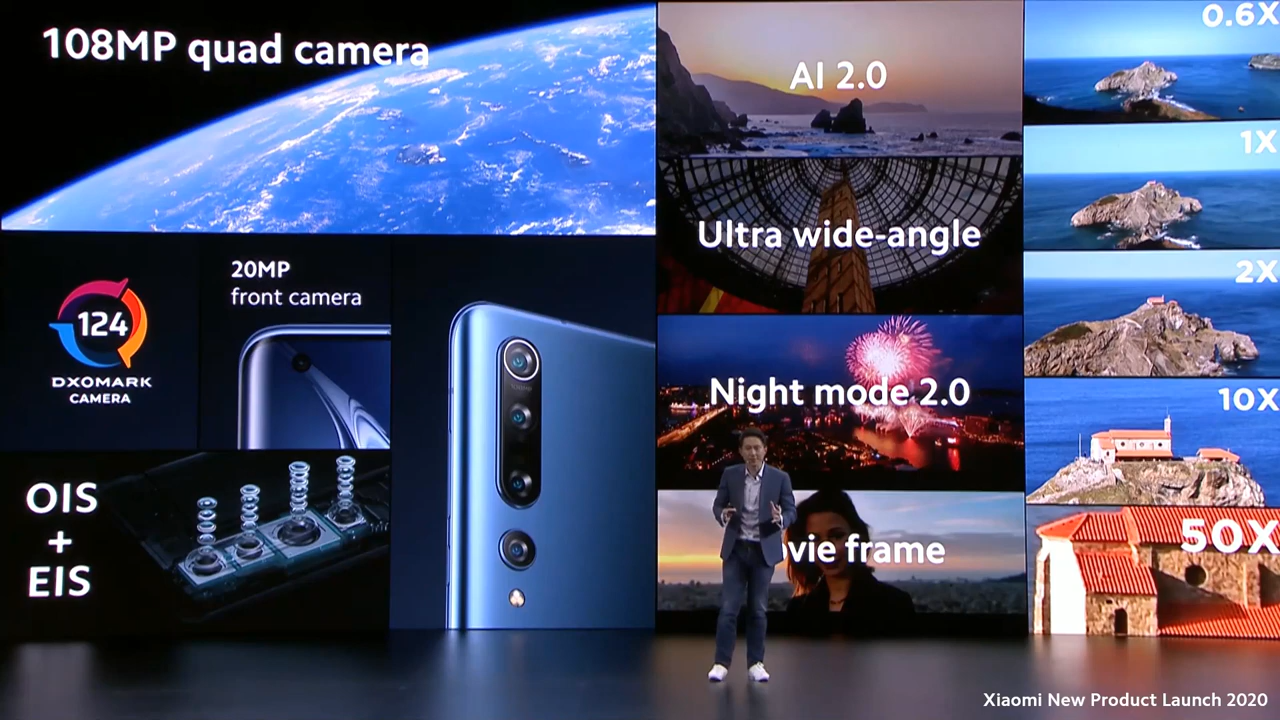 108MP quad camera
124
DXOMARK
CAMERA
20MP
front camera
OIS
+
EIS
AI 2.0
Ultra wide-angle
Night mode 2.0
vie frame
0.6X
1X
2X
10X
50X
Xiaomi New Product Launch 2020